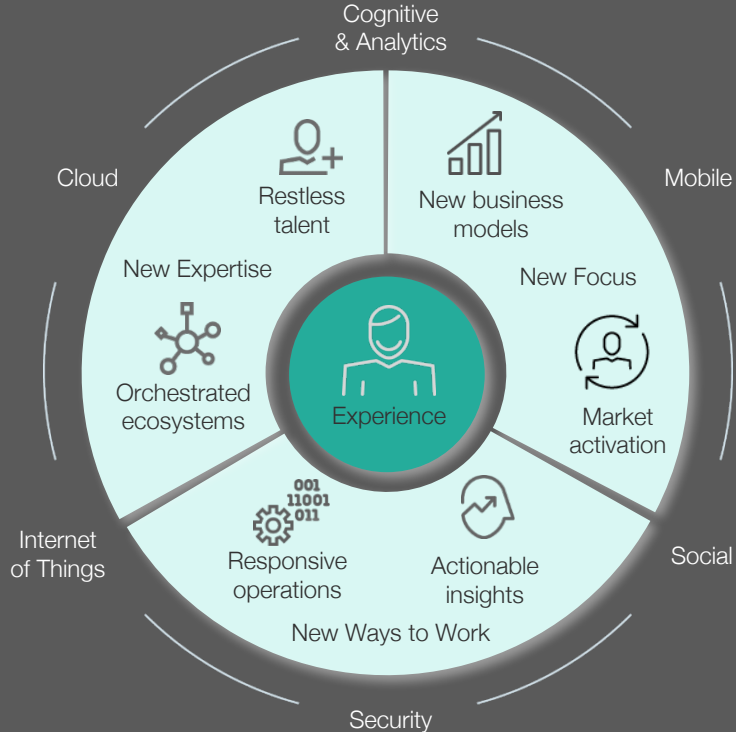 Cognitive
& Analytics
Cloud
Mobile
Restless
talent
New business
models
New Expertise
New Focus
Orchestrated
ecosystems
Experience
Market
activation
001
11001
011
Responsive
operations
Actionable
insights
Internet
of Things
Social
New Ways to Work
Security